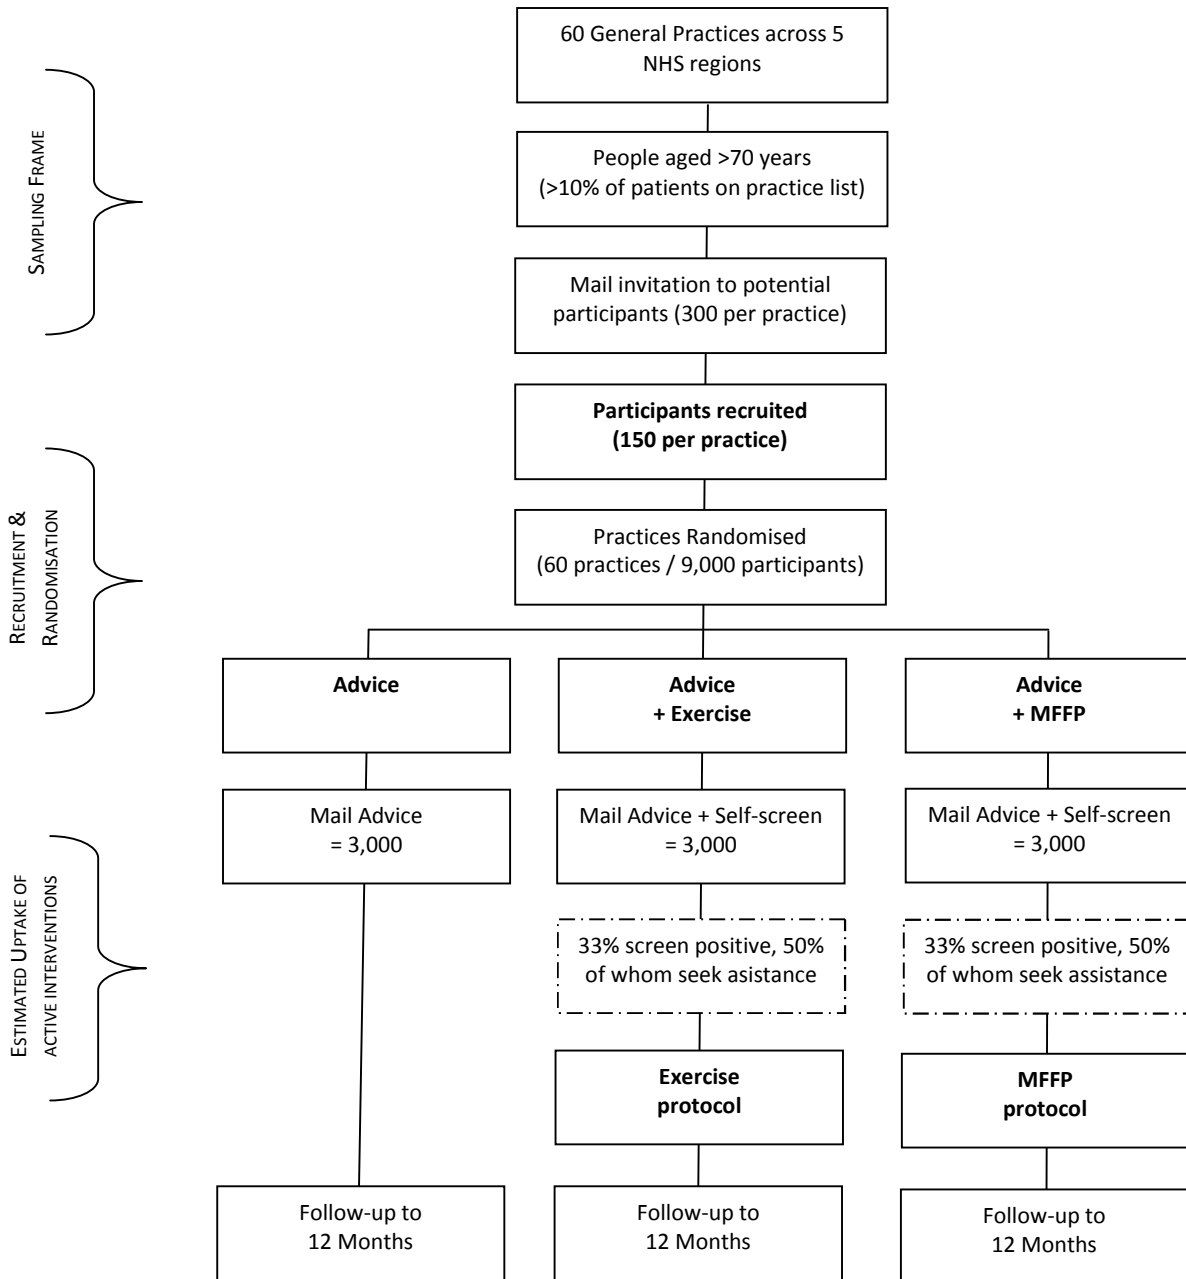 60 General Practices across 5
NHS regions
SAMPLING FRAME
People aged >70 years
(>10% of patients on practice list)
Mail invitation to potential
participants (300 per practice)
Participants recruited
(150 per practice)
RECRUITMENT &
RANDOMISATION
Practices Randomised
(60 practices / 9,000 participants)
Advice
Advice
+ Exercise
Advice
+ MFFP
ESTIMATED UPTAKE OF
ACTIVE INTERVENTIONS
Mail Advice
= 3,000
Mail Advice + Self-screen
= 3,000
Mail Advice + Self-screen
= 3,000
33% screen positive, 50%
of whom seek asistance
33% screen positive, 50%
of whom seek assistance
Exercise
protocol
MFFP
protocol
Follow-up to
12 Months
Follow-up to
12 Months
Follow-up to
12 Months